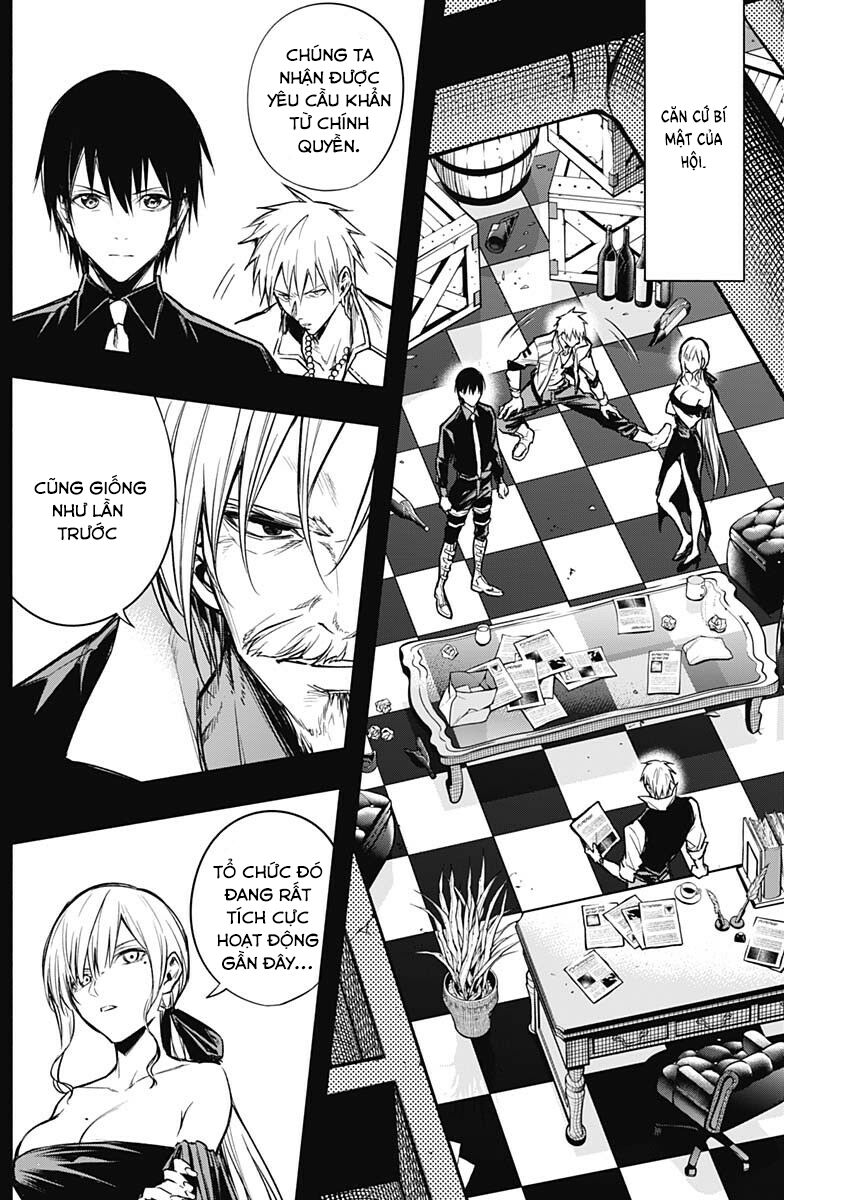 CĂN CỨ BÍ
MẬT CỦA
HỘI.
CHÚNG TA
NHẬN ĐƯỢC
YÊU CẦU KHẨN
TỪ CHÍNH
QUYỀN.
CŨNG GIỐNG
NHƯ LẦN
TRƯỚC
TỔ CHỨC ĐÓ
ĐANG RẤT
TÍCH CỰC
HOẠT ĐỘNG
GẦN ĐÂY...